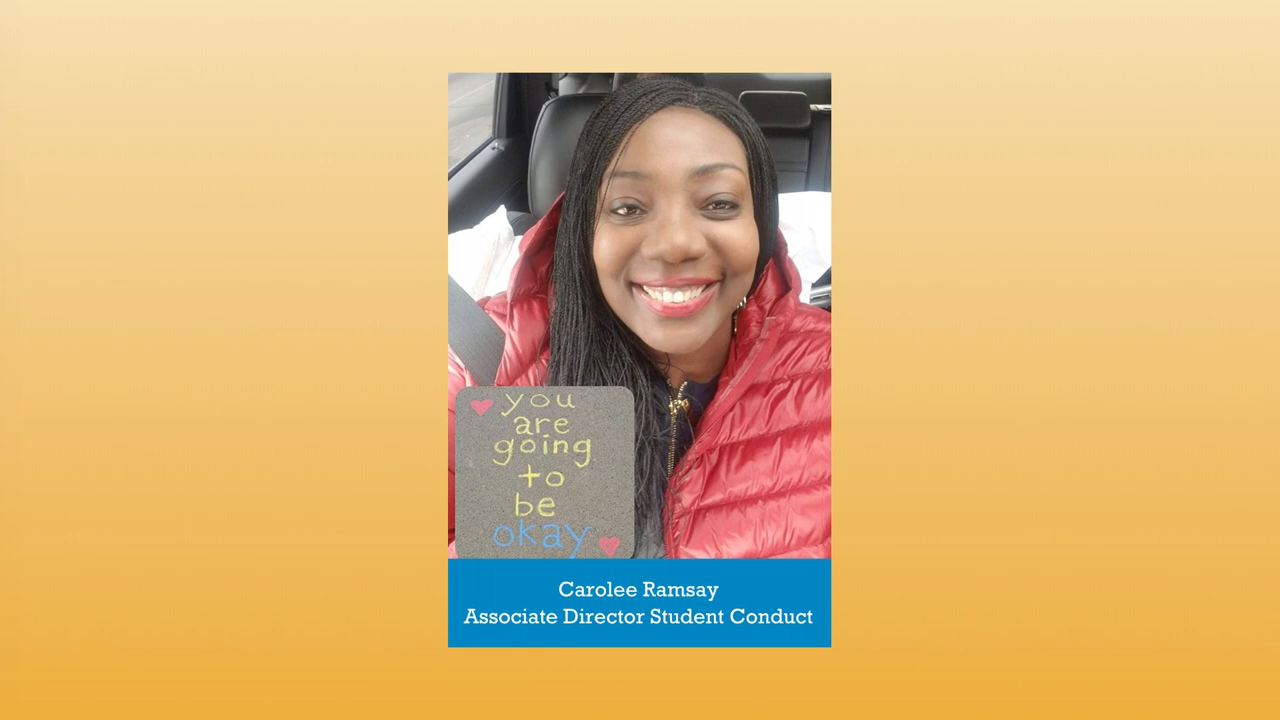 you
are
going
to
be
okay
Carolee Ramsay
Associate Director Student Conduct